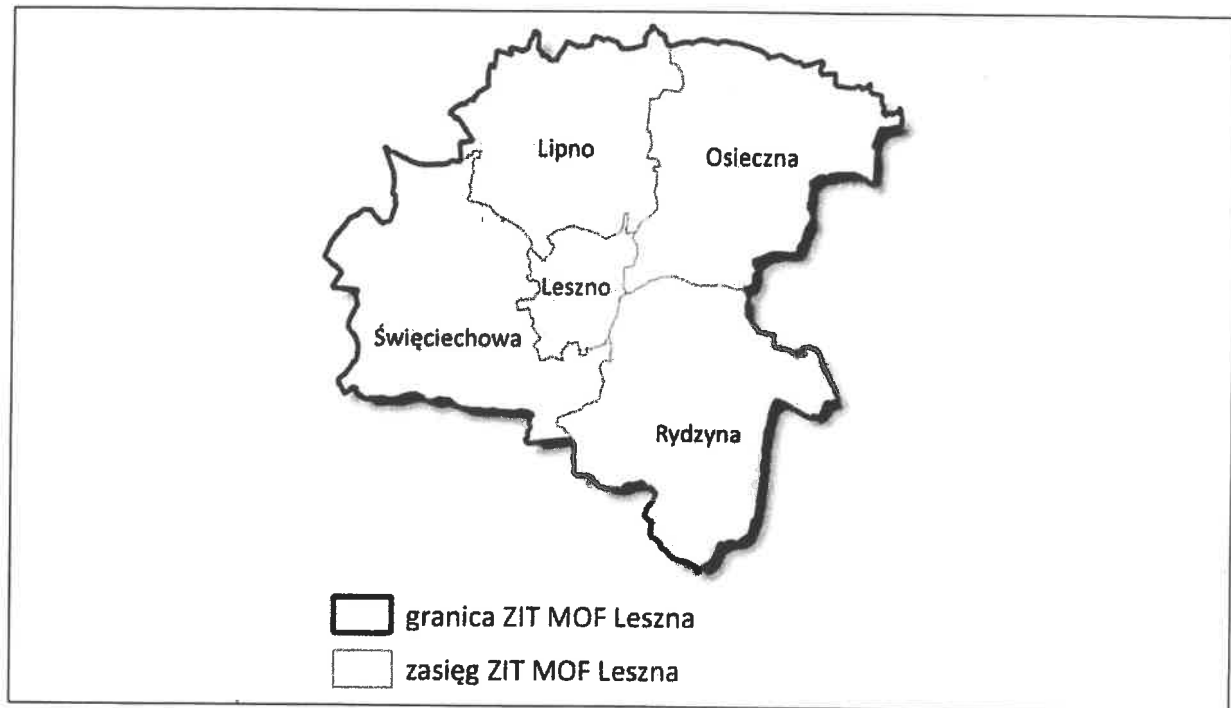 Lipno
Osieczna
Leszno
Święciechowa
Rydzyna
granica ZIT MOF Leszna
zasięg ZIT MOF Leszna